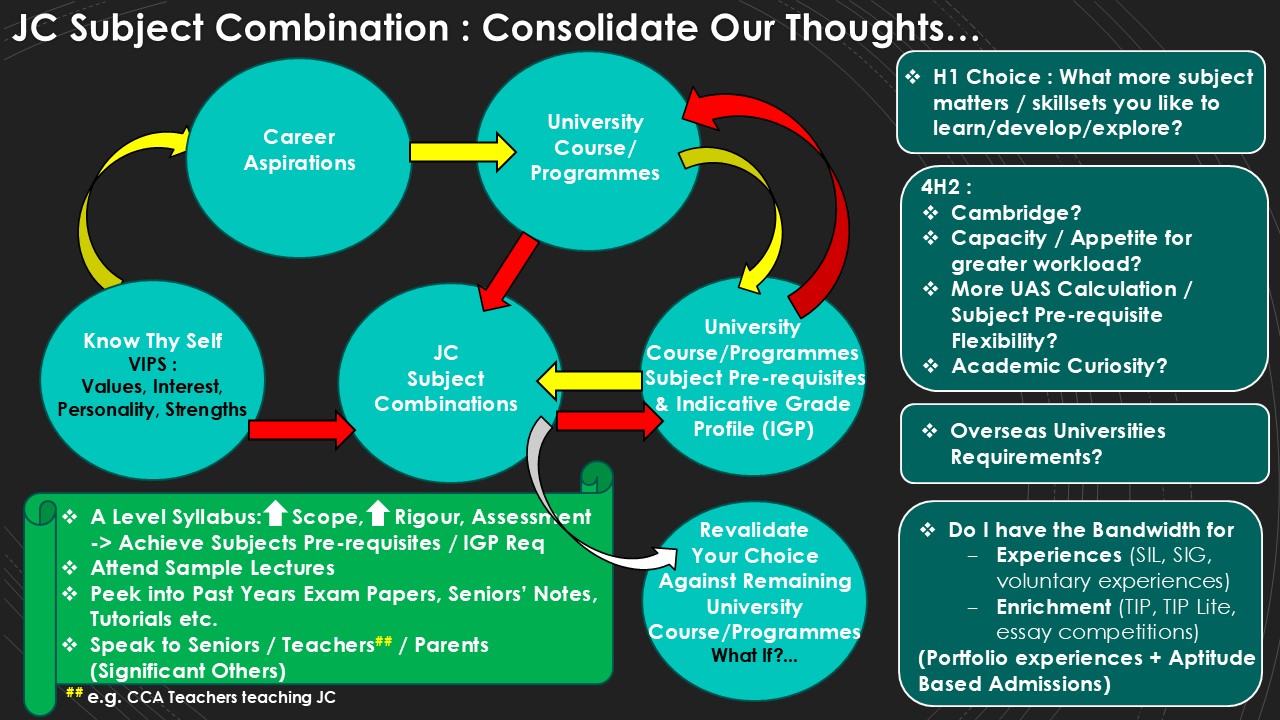 JC Subject Combination : Consolidate Our Thoughts...
Career
Aspirations
University
Course/
Programmes
Know Thy Self
VIPS :
Values, Interest,
Personality, Strengths
JC
Subject
Combinations
University
Course/Programmes
Subject Pre-requisites
& Indicative Grade
Profile (IGP)
❖ A Level Syllabus: Scope, Rigour, Assessment
-> Achieve Subjects Pre-requisites / IGP Req
❖ Attend Sample Lectures
❖ Peek into Past Years Exam Papers, Seniors’ Notes,
Tutorials etc.
❖ Speak to Seniors / Teachers## / Parents
(Significant Others)
## e.g. CCA Teachers teaching JC
Revalidate
Your Choice
Against Remaining
University
Course/Programmes
What If?...
❖ H1 Choice : What more subject
matters / skillsets you like to
learn/develop/explore?
4H2 :
❖ Cambridge?
❖ Capacity / Appetite for
greater workload?
❖ More UAS Calculation /
Subject Pre-requisite
Flexibility?
❖ Academic Curiosity?
❖ Overseas Universities
Requirements?
❖ Do I have the Bandwidth for
– Experiences (SIL, SIG,
voluntary experiences)
– Enrichment (TIP, TIP Lite,
essay competitions)
(Portfolio experiences + Aptitude
Based Admissions)